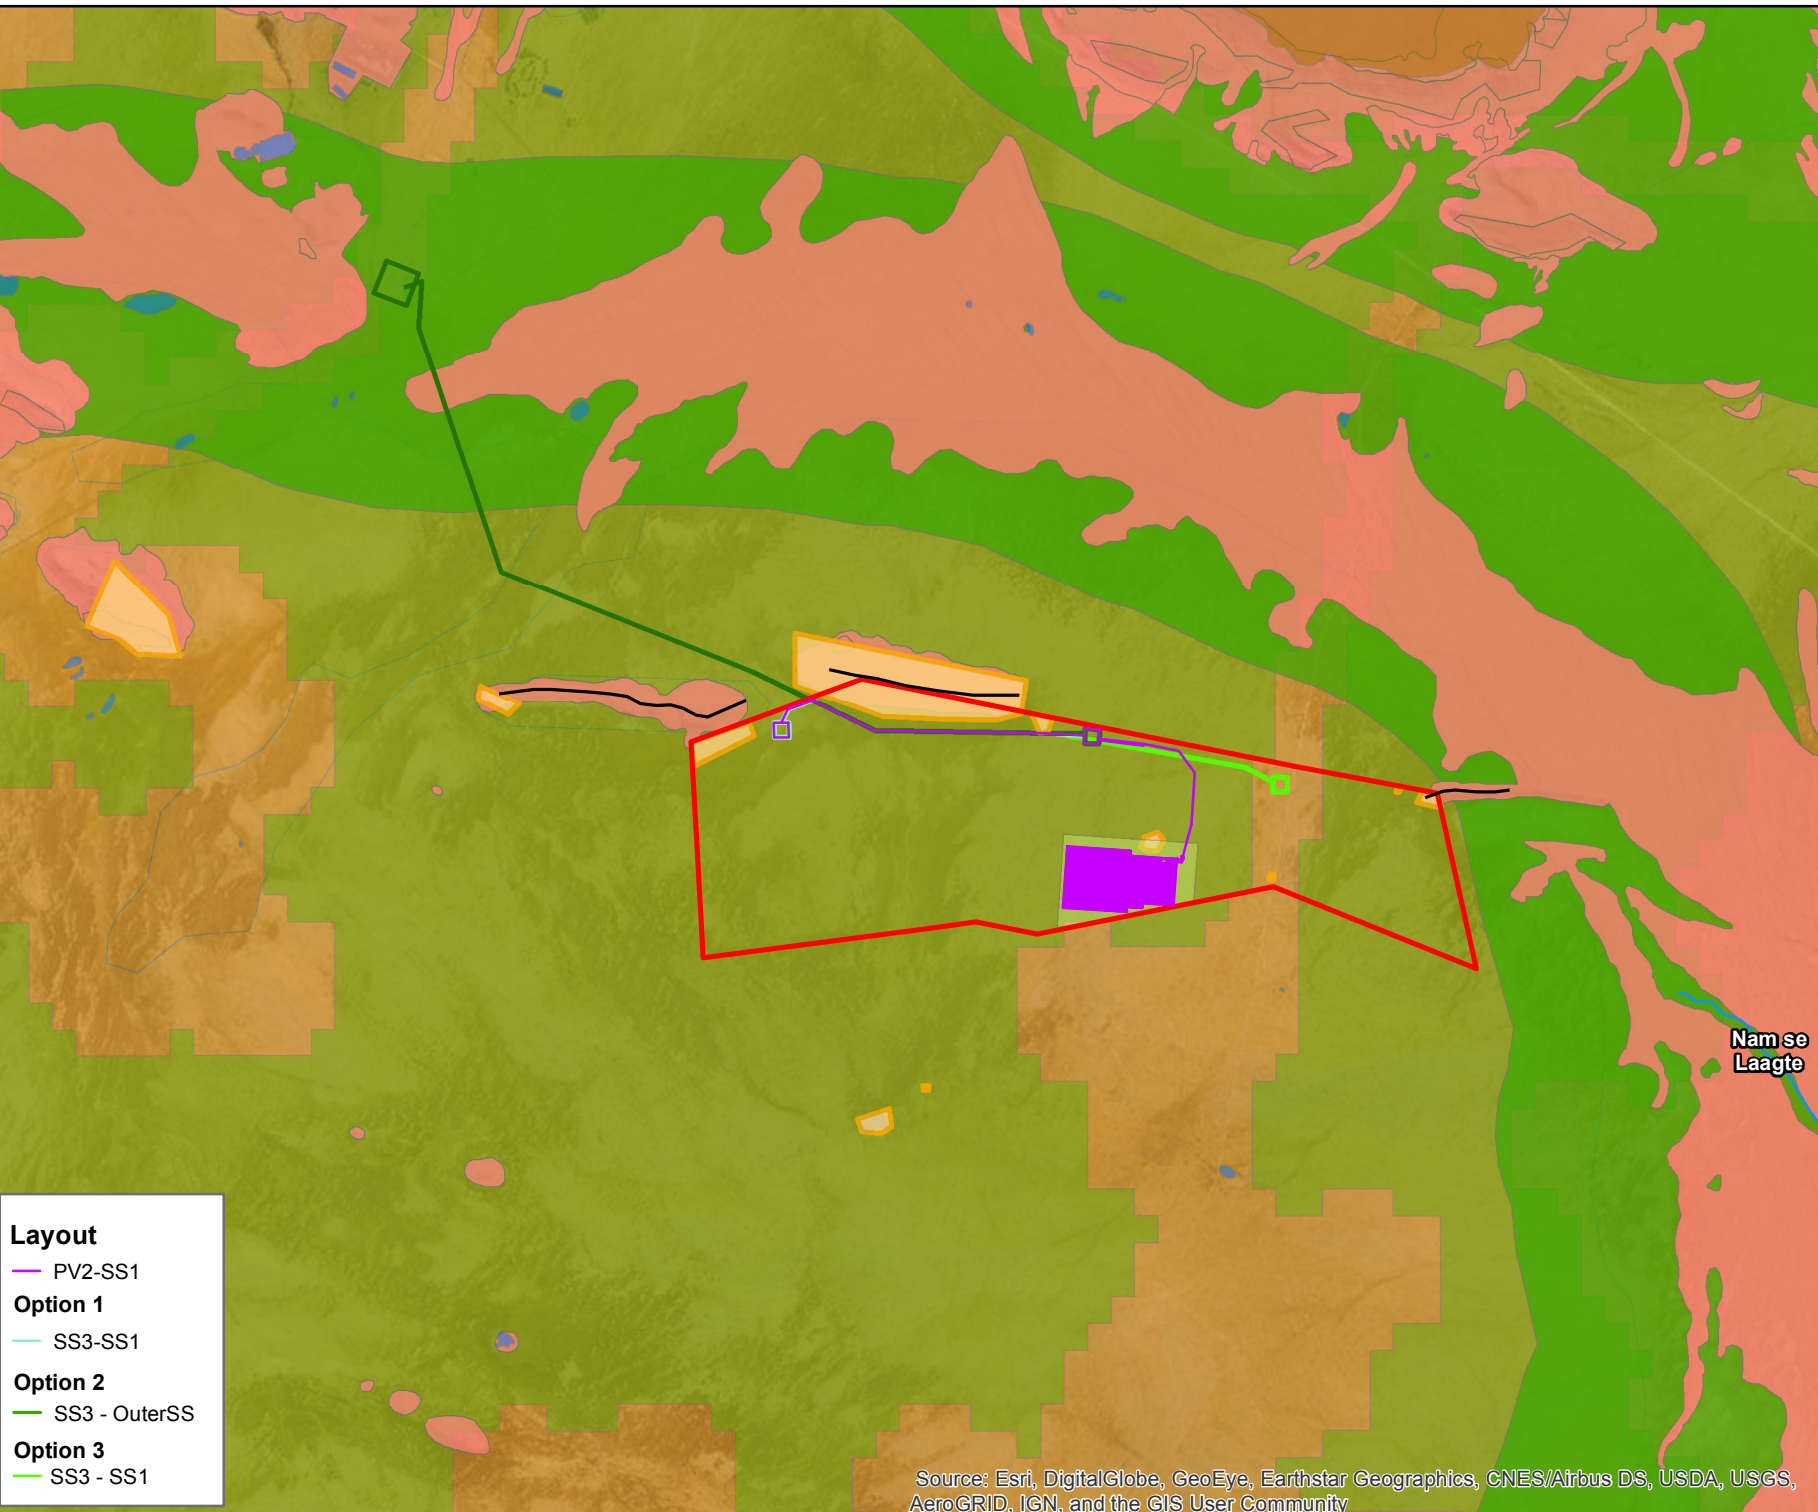 Nam se
Laagte
Layout
PV2-SS1
Option 1
SS3-SS1
Option 2
SS3 - OuterSS
Option 3
SS3 - SS1
Source: Esri, DigitalGlobe, GeoEye, Earthstar Geographics, CNES/Airbus DS, USDA, USGS,
AeroGRID, IGN, and the GIS User Community